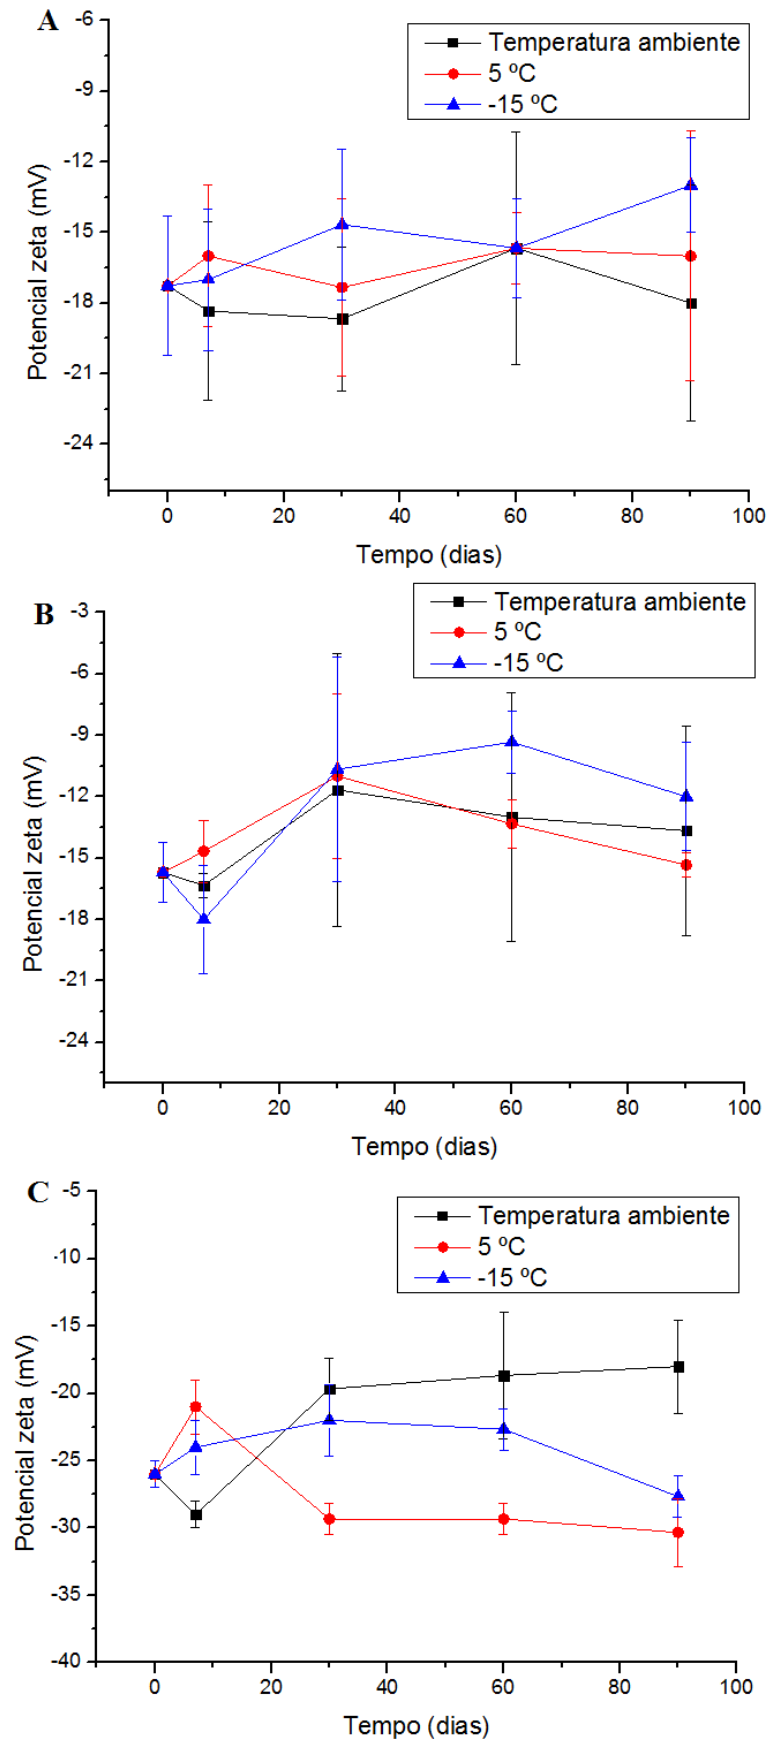 A
Temperatura ambiente
5 ºC
-15 ºC
Potencial zeta (mV)
-6
-9
-12
-15
-18
-21
-24
0 20 40 60 80 100
Tempo (dias)
B
Temperatura ambiente
5 ºC
-15 ºC
Potencial zeta (mV)
-3
-6
-9
-12
-15
-18
-21
-24
0 20 40 60 80 100
Tempo (dias)
C
Temperatura ambiente
5 ºC
-15 ºC
Potencial zeta (mV)
-5
-10
-15
-20
-25
-30
-35
-40
0 20 40 60 80 100
Tempo (dias)